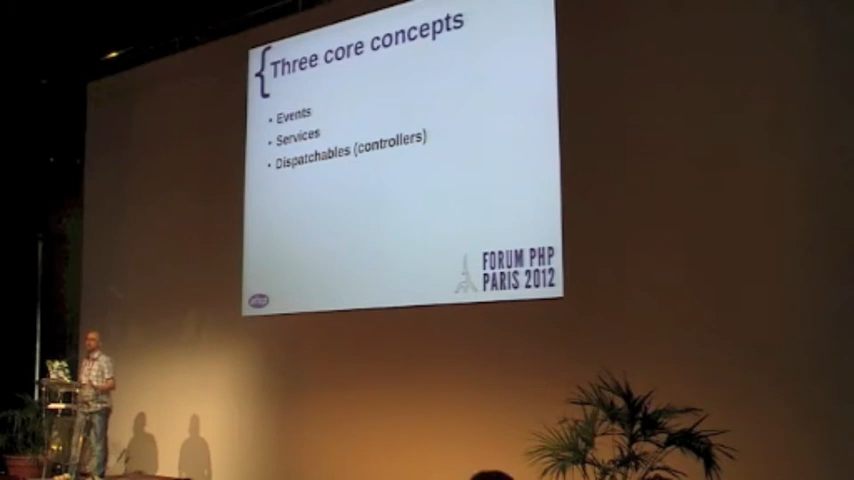 {Three core concepts
• Events
• Services
• Dispatchables (controllers)
FORUM PHP
PARIS 2012